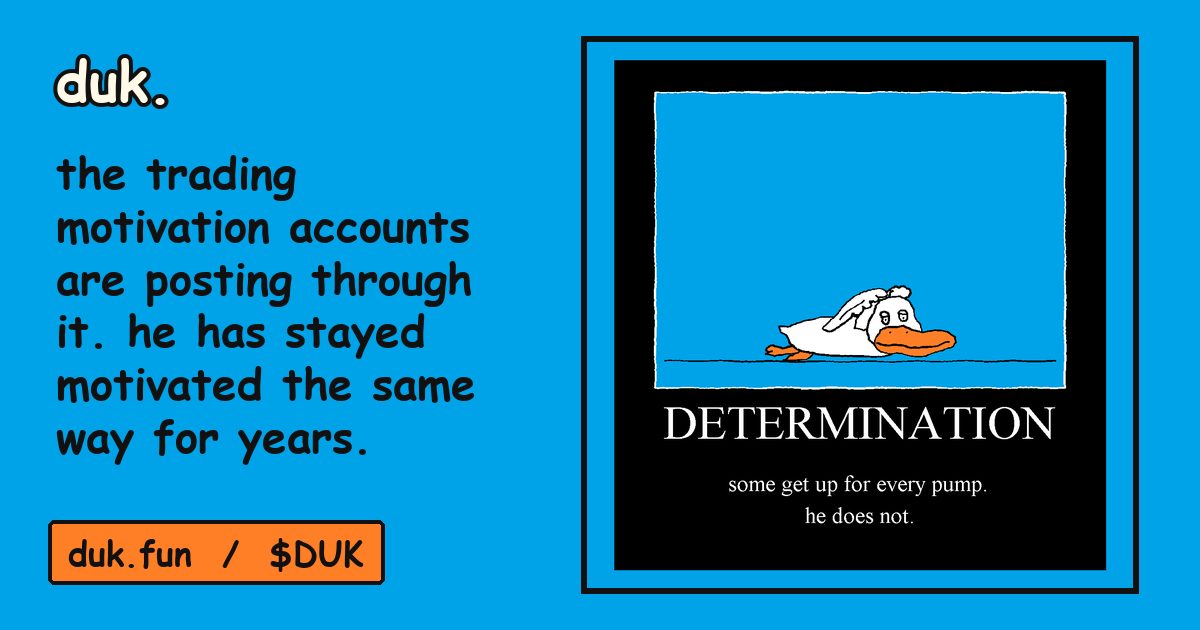 duk.
the trading
motivation accounts
are posting through
it. he has stayed
motivated the same
way for years.
duk.fun / $DUK
DETERMINATION
some get up for every pump.
he does not.